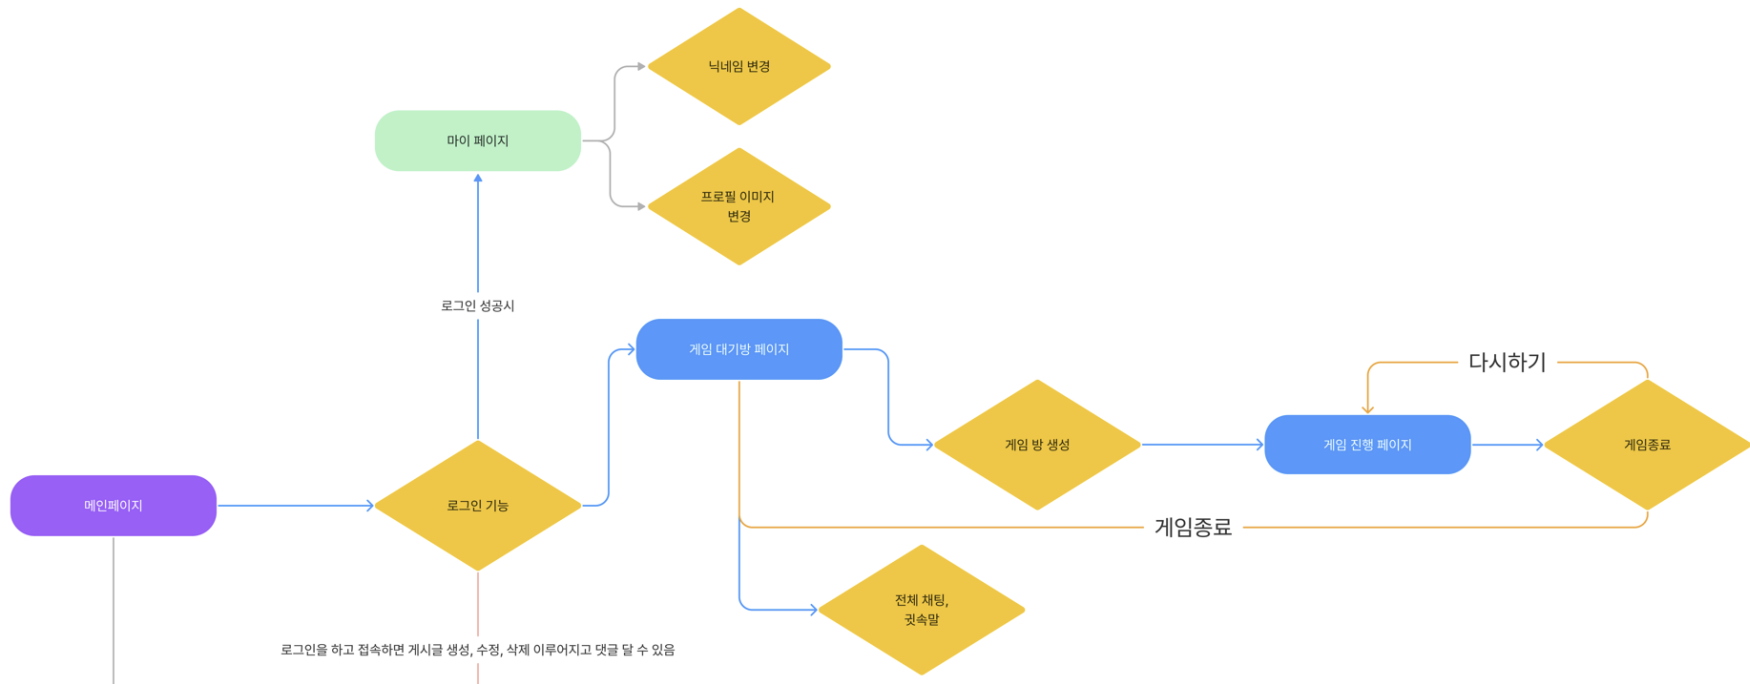 닉네임 변경
마이 페이지
프로필 이미지
변경
로그인 성공시
게임 대기방 페이지
다시하기
게임 방 생성
게임 진행 페이지
게임종료
메인페이지
로그인 기능
게임종료
전체 채팅,
귓속말
로그인을 하고 접속하면 게시글 생성, 수정, 삭제 이루어지고 댓글 달 수 있음